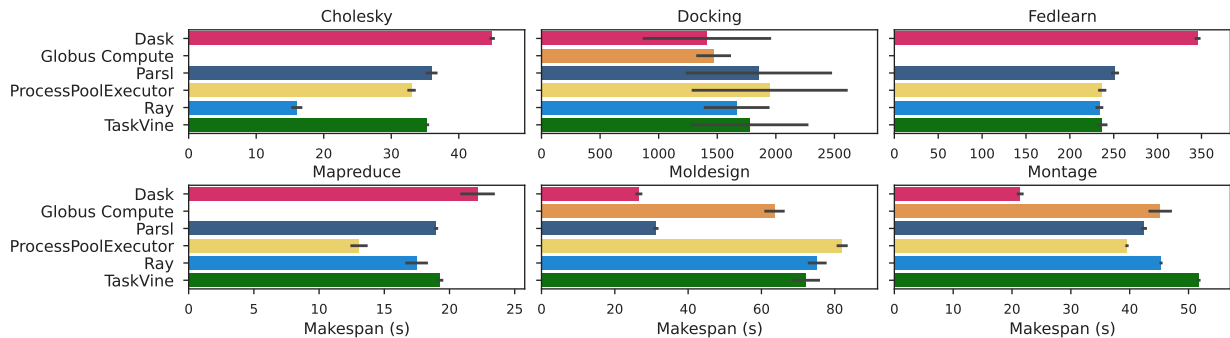 Cholesky Docking Fedlearn
Dask
Globus Compute
Parsl
ProcessPoolExecutor
Ray
TaskVine
0 10 20 30 40 0 500 1000 1500 2000 2500 0 50 100 150 200 250 300 350
Mapreduce Moldesign Montage
Dask
Globus Compute
Parsl
ProcessPoolExecutor
Ray
TaskVine
0 5 10 15 20 25 0 20 40 60 80 0 10 20 30 40 50
Makespan (s) Makespan (s) Makespan (s)